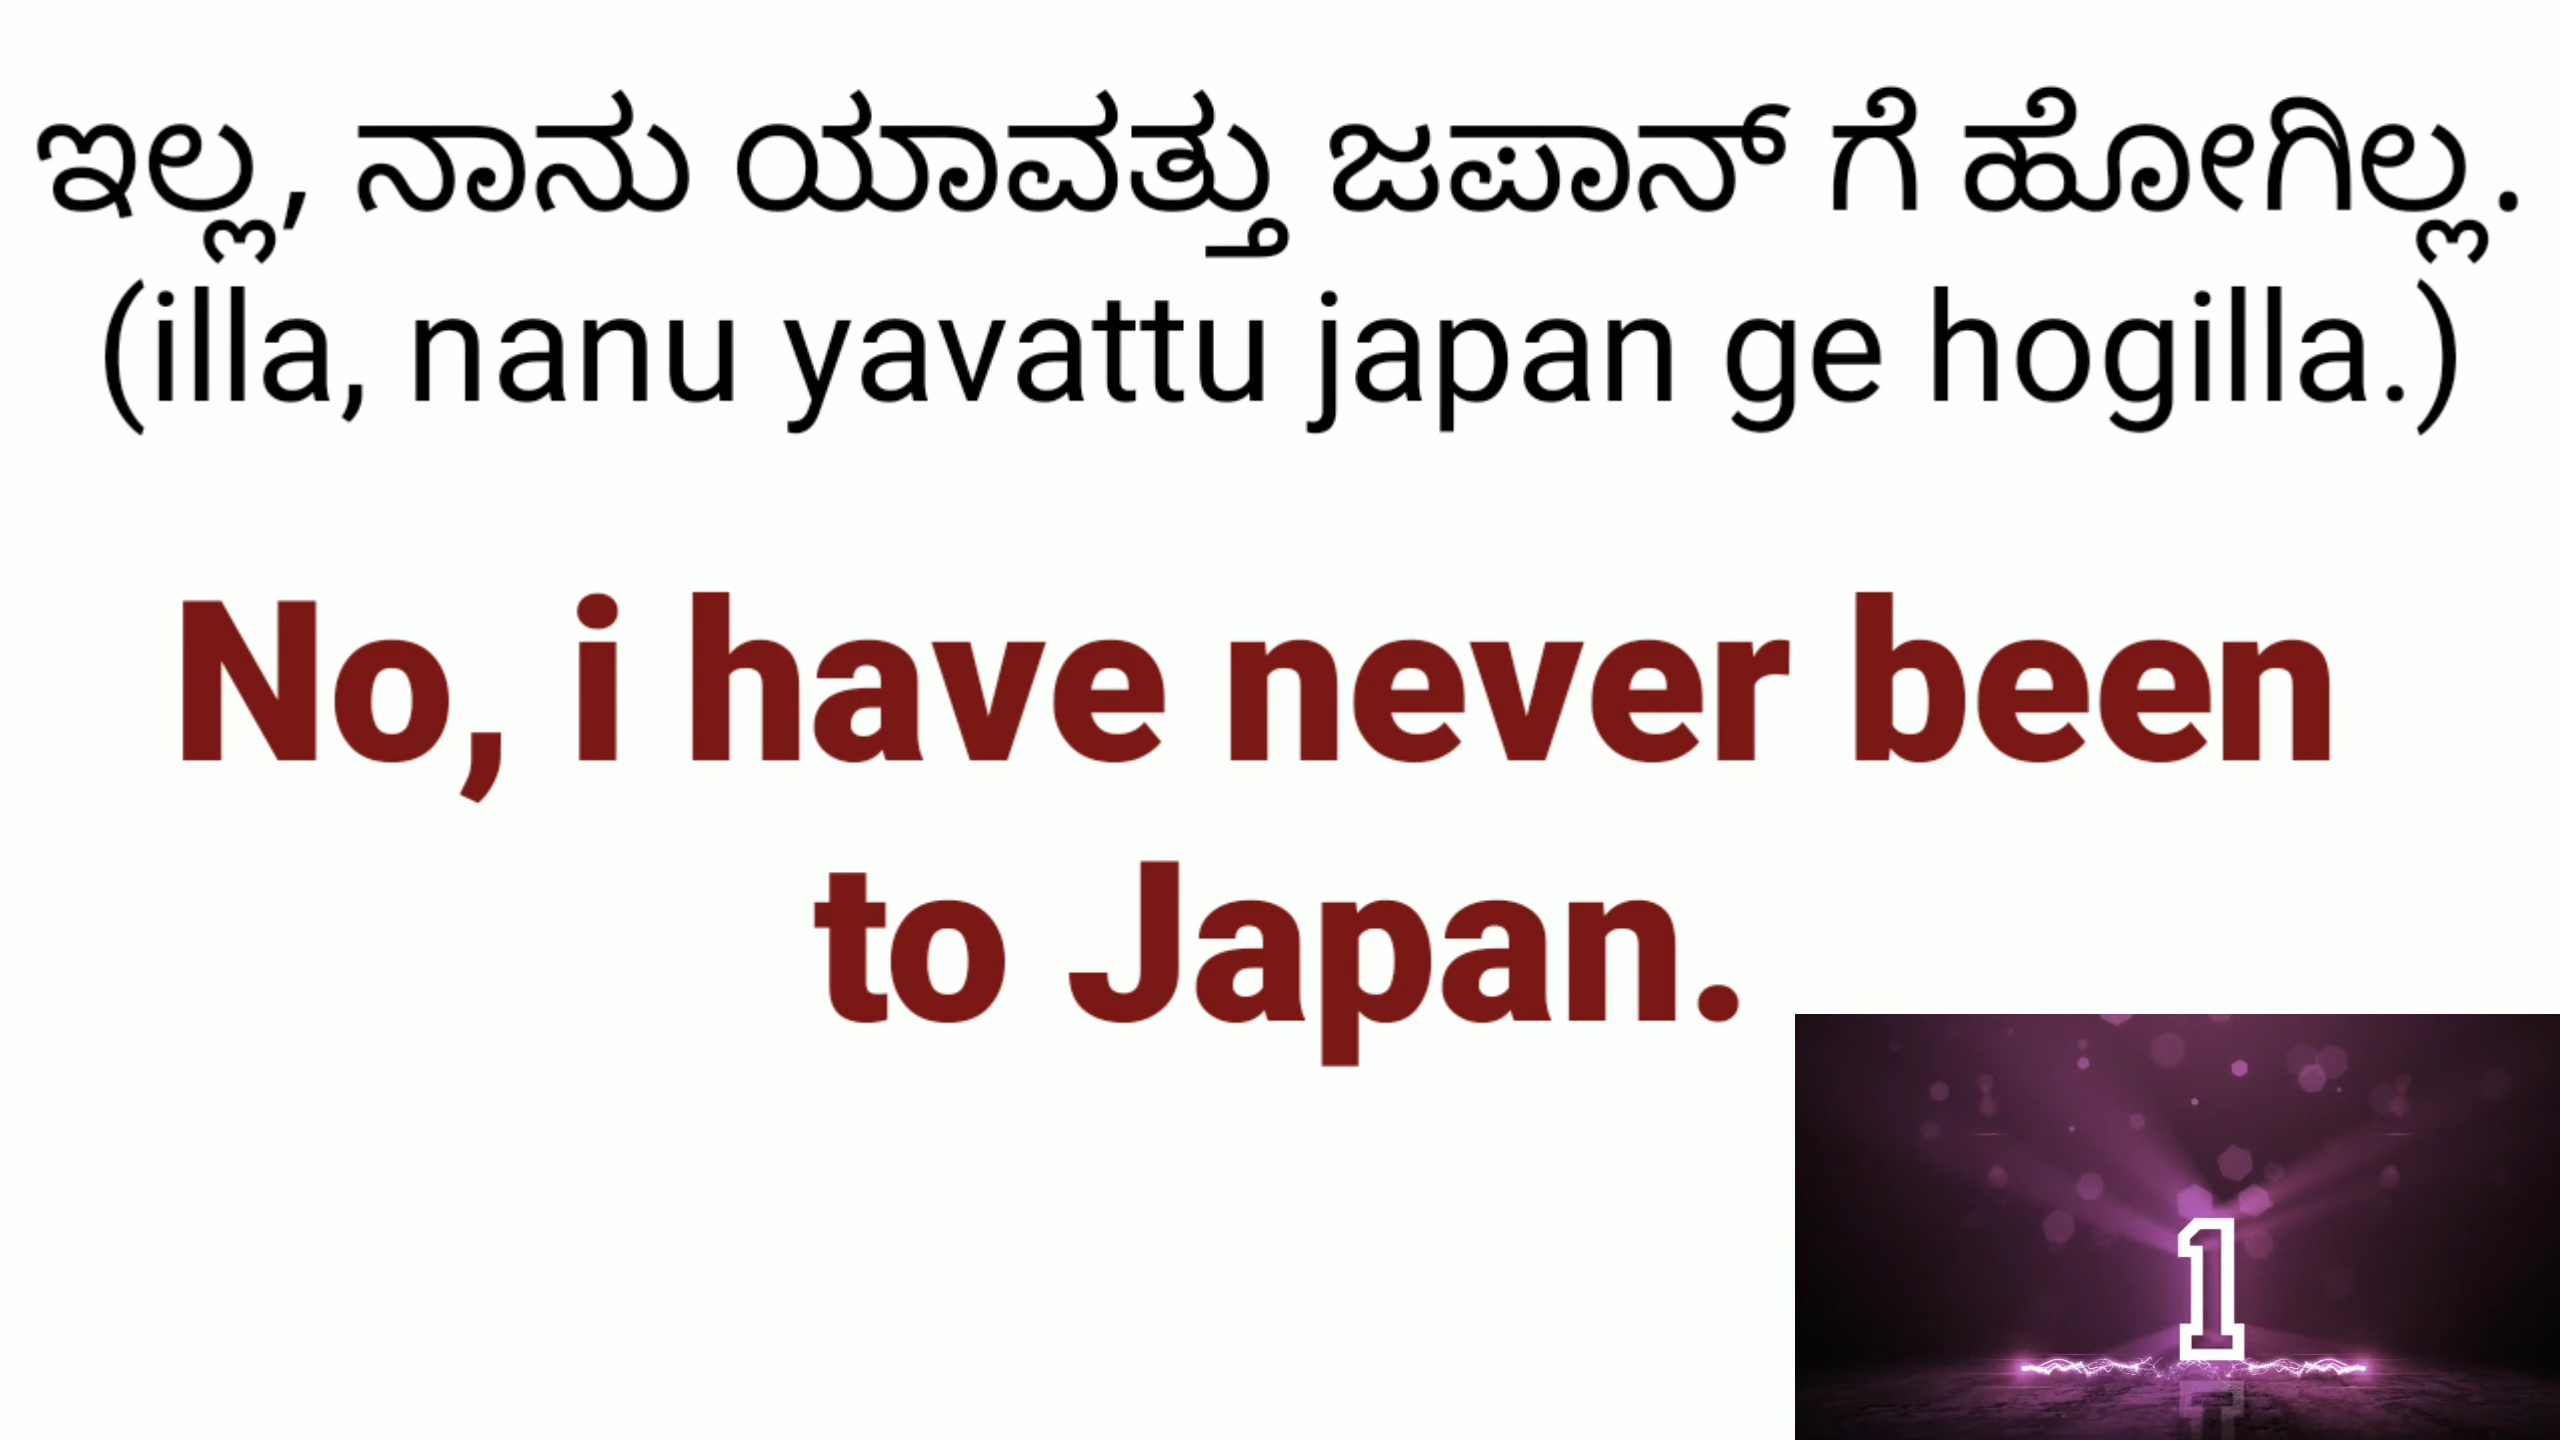 ಇಲ್ಲ, ನಾನು ಯಾವತ್ತು ಜಪಾನ್ ಗೆ ಹೋಗಿಲ್ಲ.
(illa, nanu yavattu japan ge hogilla.)
No, i have never been
to Japan.
1